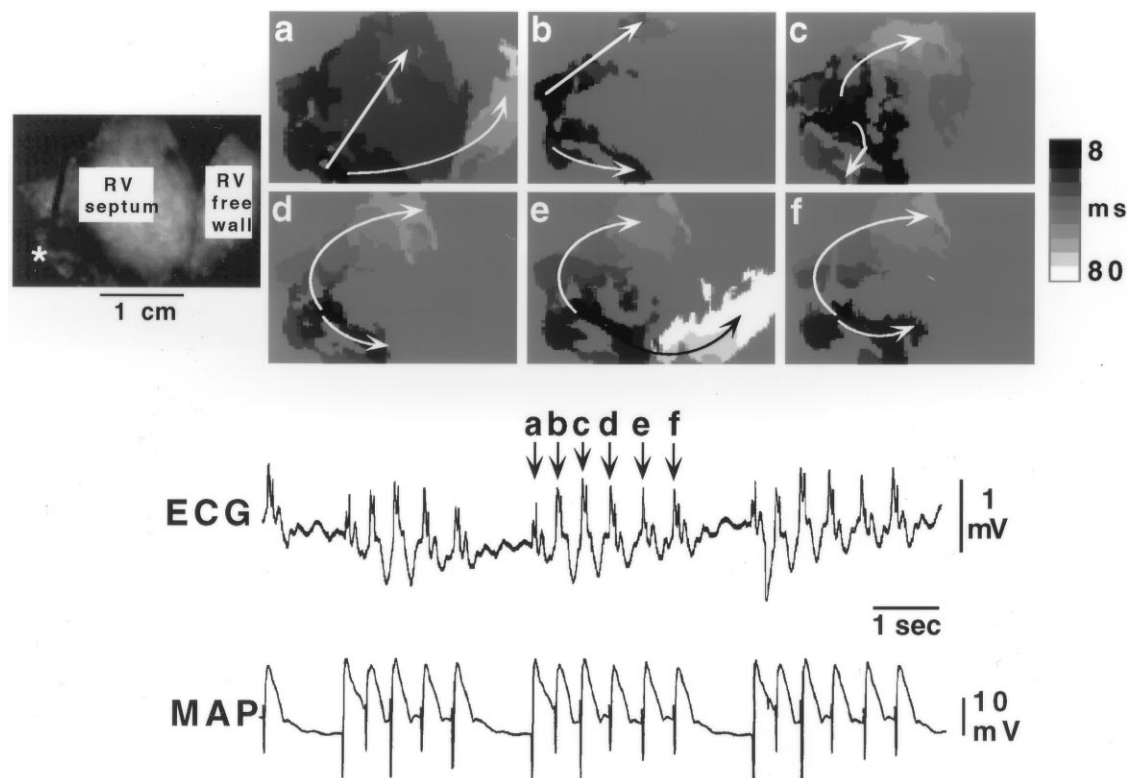 a b c
RV septum
RV free wall
*
1 cm
d e f
8
ms
80
a b c d e f
ECG
1 mV
1 sec
MAP
10 mV